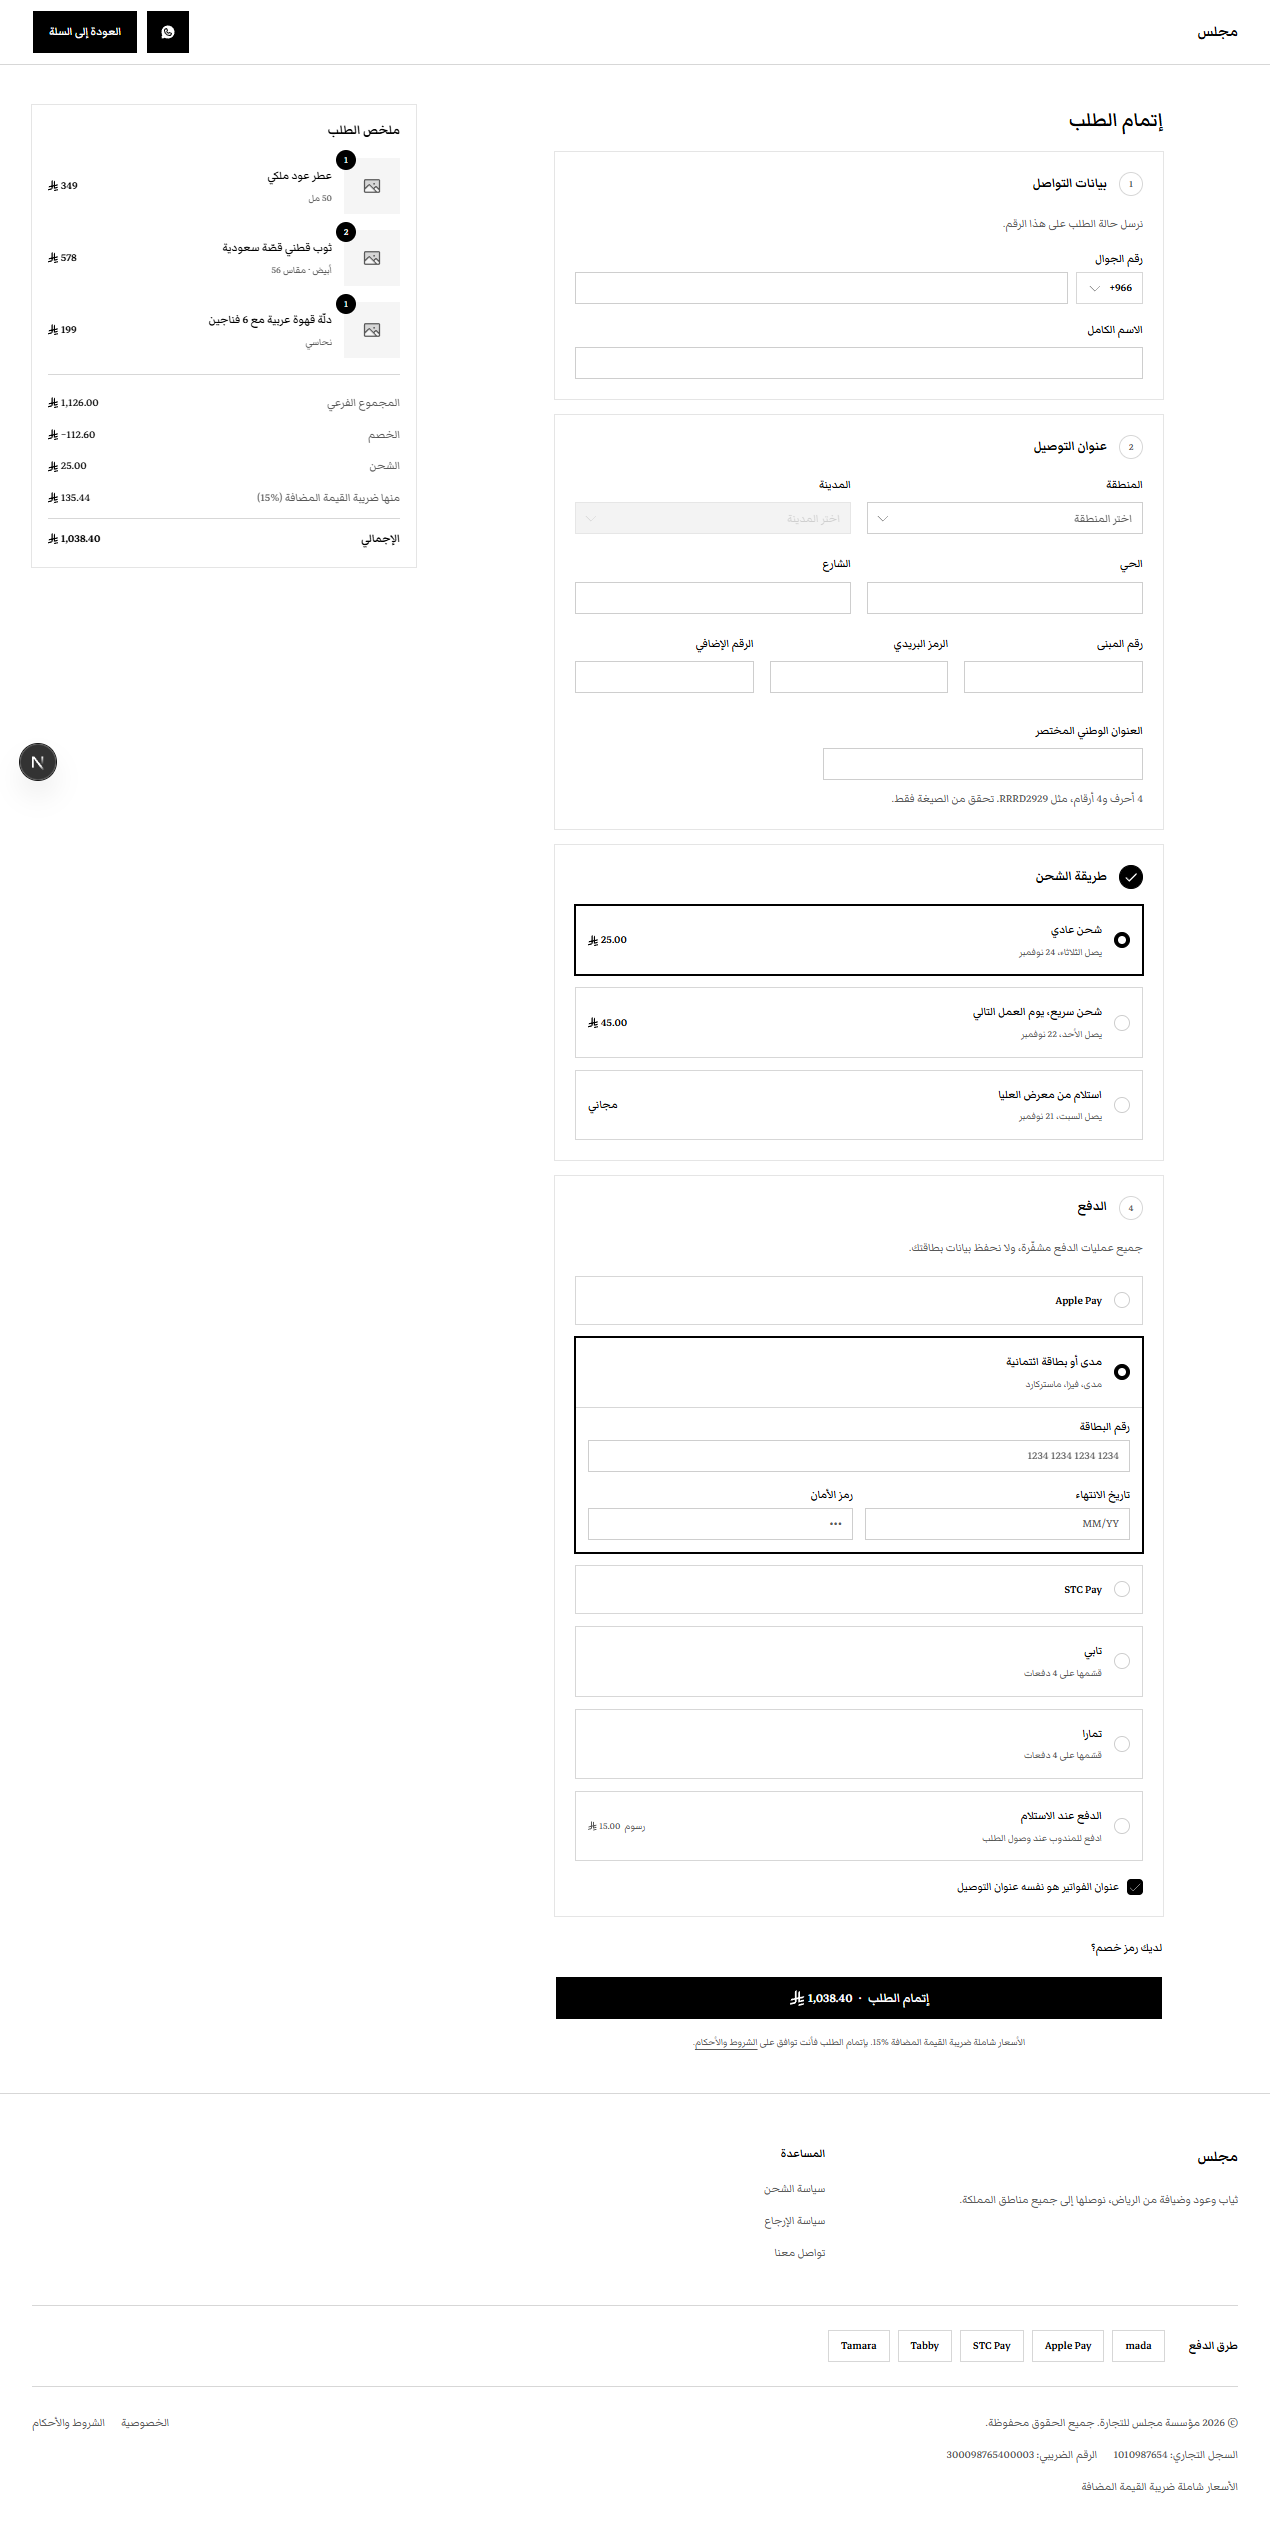 مجلس
العودة إلى السلة
إتمام الطلب
1 بيانات التواصل
نرسل حالة الطلب على هذا الرقم.
رقم الجوال
+966
الاسم الكامل
2 عنوان التوصيل
المنطقة
المدينة
اختر المنطقة
اختر المدينة
الحي
الشارع
رقم المبنى
الرمز البريدي
الرقم الإضافي
العنوان الوطني المختصر
4 أحرف و4 أرقام، مثل RRRD2929. تحقق من الصيغة فقط.
طريقة الشحن
شحن عادي
يصل الثلاثاء، 24 نوفمبر
25.00
شحن سريع، يوم العمل التالي
يصل الأحد، 22 نوفمبر
45.00
استلام من معرض العليا
يصل السبت، 21 نوفمبر
مجاني
4 الدفع
جميع عمليات الدفع مشفّرة، ولا نحفظ بيانات بطاقتك.
Apple Pay
مدى أو بطاقة ائتمانية
مدى، فيزا، ماستركارد
رقم البطاقة
1234 1234 1234 1234
تاريخ الانتهاء
رمز الأمان
MM/YY
•••
STC Pay
تابي
قسّمها على 4 دفعات
تمارا
قسّمها على 4 دفعات
الدفع عند الاستلام
ادفع للمندوب عند وصول الطلب
رسوم 15.00
عنوان الفواتير هو نفسه عنوان التوصيل
لديك رمز خصم؟
إتمام الطلب · 1,038.40
الأسعار شاملة ضريبة القيمة المضافة 15%. بإتمام الطلب فأنت توافق على الشروط والأحكام.
ملخص الطلب
1
عطر عود ملكي
50 مل
349
2
ثوب قطني قصّة سعودية
أبيض · مقاس 56
578
1
دلّة قهوة عربية مع 6 فناجين
نحاسي
199
المجموع الفرعي 1,126.00
الخصم −112.60
الشحن 25.00
منها ضريبة القيمة المضافة (15%) 135.44
الإجمالي 1,038.40
N
مجلس
ثياب وعود وضيافة من الرياض، نوصلها إلى جميع مناطق المملكة.
المساعدة
سياسة الشحن
سياسة الإرجاع
تواصل معنا
طرق الدفع
mada
Apple Pay
STC Pay
Tabby
Tamara
© 2026 مؤسسة مجلس للتجارة. جميع الحقوق محفوظة.
الخصوصية
الشروط والأحكام
السجل التجاري: 1010987654
الرقم الضريبي: 300098765400003
الأسعار شاملة ضريبة القيمة المضافة